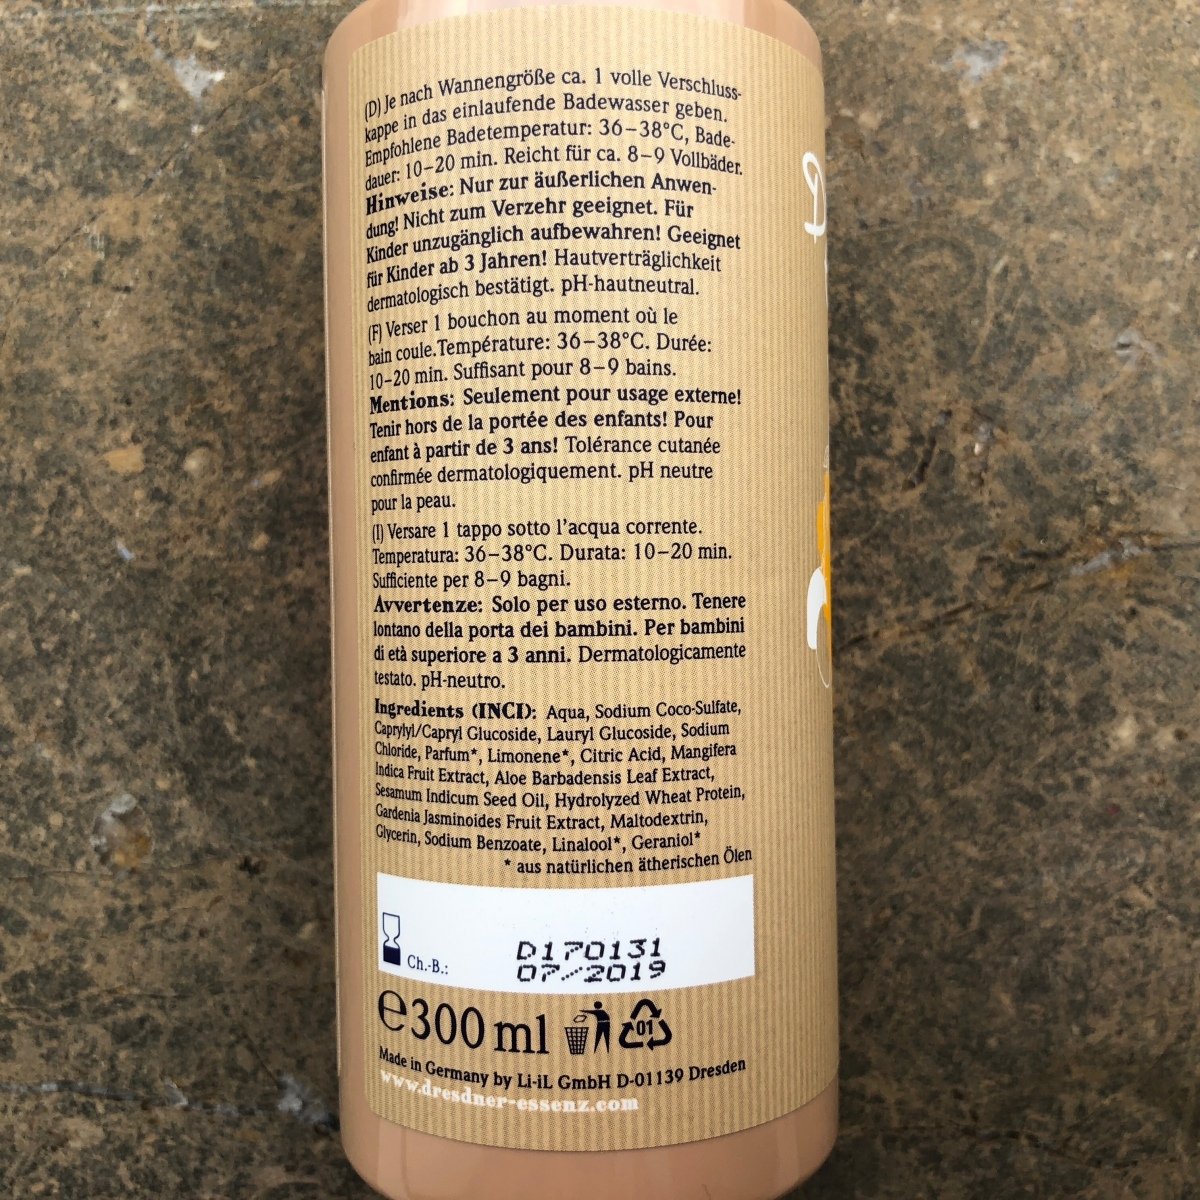 (D) Je nach Wannengröße ca. 1 volle Verschluss-
kappe in das einlaufende Badewasser geben.
Empfohlene Badetemperatur: 36–38°C, Bade-
dauer: 10–20 min. Reicht für ca. 8–9 Vollbäder.
Hinweise: Nur zur äußerlichen Anwen-
dung! Nicht zum Verzehr geeignet. Für
Kinder unzugänglich aufbewahren! Geeignet
für Kinder ab 3 Jahren! Hautverträglichkeit
dermatologisch bestätigt. pH-hautneutral.
(F) Verser 1 bouchon au moment où le
bain coule.Température: 36–38°C. Durée:
10–20 min. Suffisant pour 8–9 bains.
Mentions: Seulement pour usage externe!
Tenir hors de la portée des enfants! Pour
enfant à partir de 3 ans! Tolérance cutanée
confirmée dermatologiquement. pH neutre
pour la peau.
(I) Versare 1 tappo sotto l’acqua corrente.
Temperatura: 36–38°C. Durata: 10–20 min.
Sufficiente per 8–9 bagni.
Avvertenze: Solo per uso esterno. Tenere
lontano della porta dei bambini. Per bambini
di età superiore a 3 anni. Dermatologicamente
testato. pH-neutro.
Ingredients (INCI): Aqua, Sodium Coco-Sulfate,
Caprylyl/Capryl Glucoside, Lauryl Glucoside, Sodium
Chloride, Parfum*, Limonene*, Citric Acid, Mangifera
Indica Fruit Extract, Aloe Barbadensis Leaf Extract,
Sesamum Indicum Seed Oil, Hydrolyzed Wheat Protein,
Gardenia Jasminoides Fruit Extract, Maltodextrin,
Glycerin, Sodium Benzoate, Linalool*, Geraniol*
* aus natürlichen ätherischen Ölen
Ch.-B.: D170131
07/2019
e300 ml 01
Made in Germany by Li-iL GmbH D-01139 Dresden
www.dresdner-essenz.com